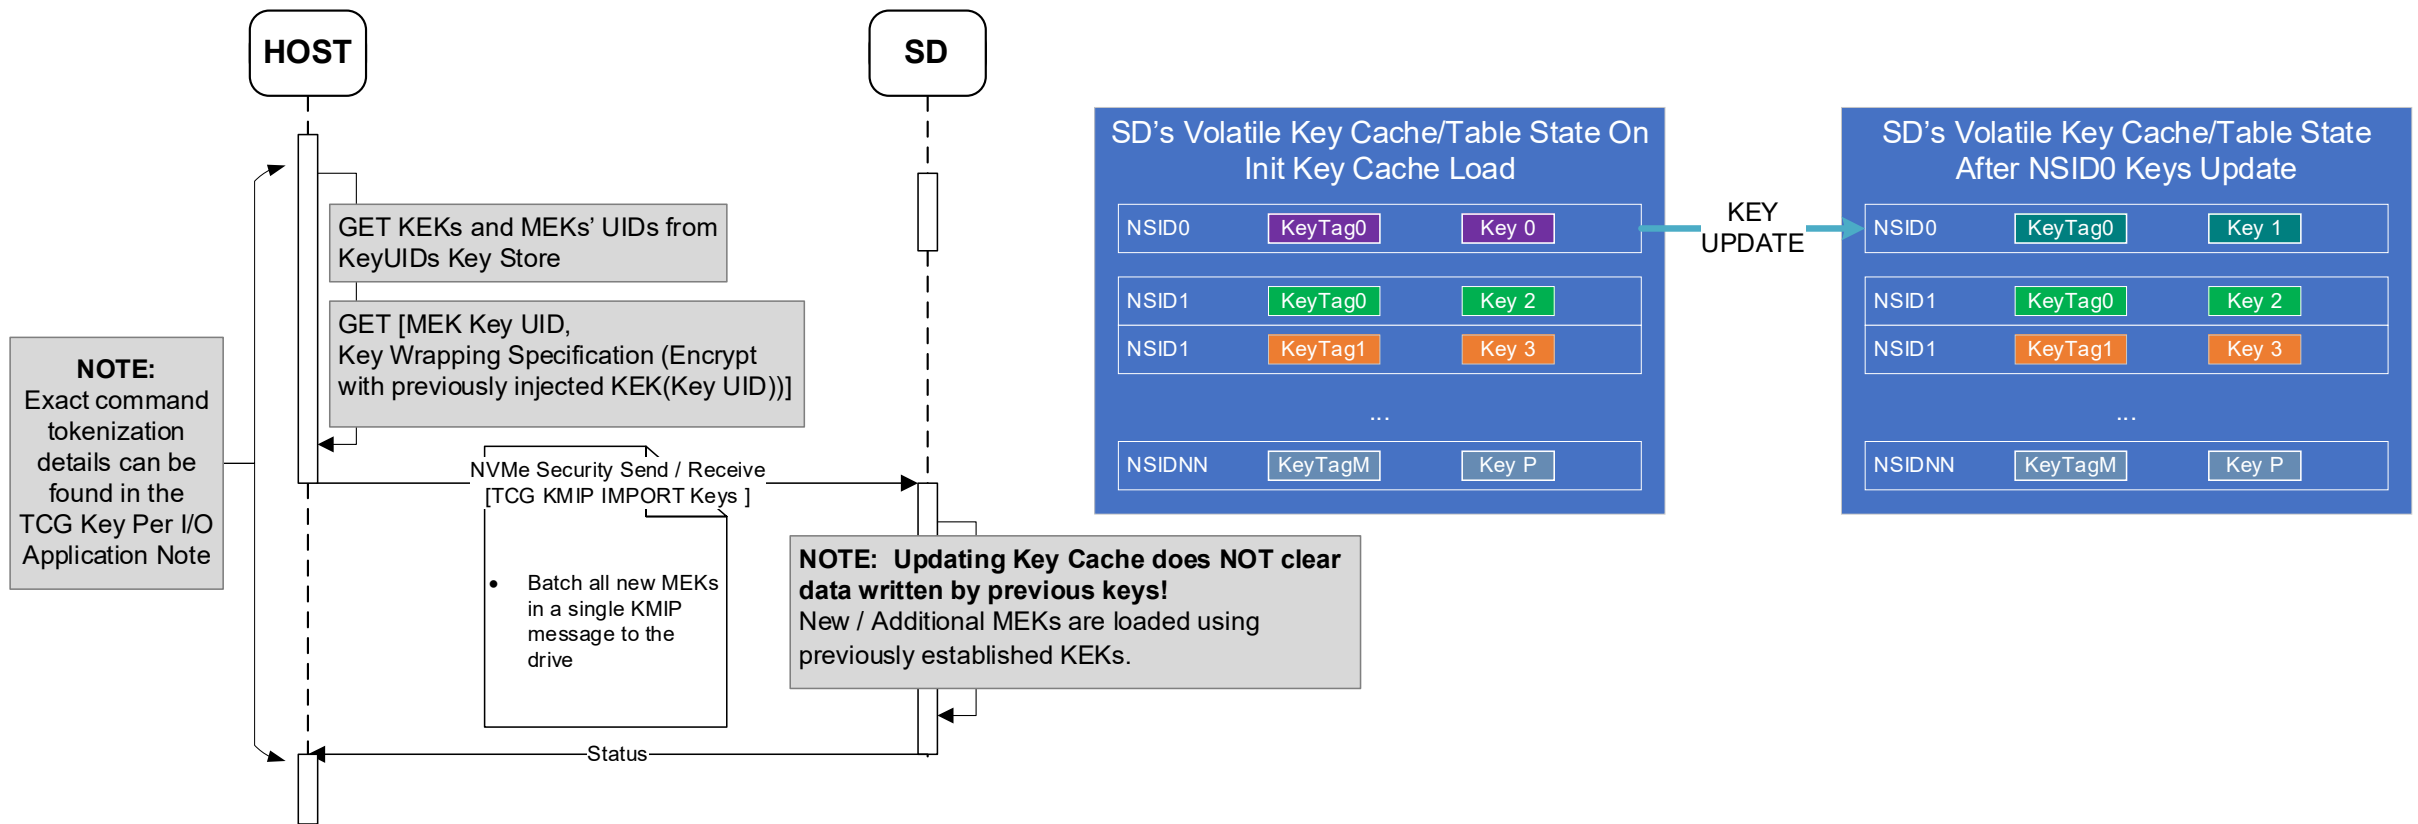 HOST
SD
GET KEKs and MEKs’ UIDs from
KeyUIDs Key Store
GET [MEK Key UID,
Key Wrapping Specification (Encrypt
with previously injected KEK(Key UID))]
NOTE:
Exact command
tokenization
details can be
found in the
TCG Key Per I/O
Application Note
NVMe Security Send / Receive
[TCG KMIP IMPORT Keys ]
• Batch all new MEKs
in a single KMIP
message to the
drive
NOTE:  Updating Key Cache does NOT clear
data written by previous keys!
New / Additional MEKs are loaded using
previously established KEKs.
Status
SD’s Volatile Key Cache/Table State On
Init Key Cache Load
NSID0 KeyTag0 Key 0
NSID1 KeyTag0 Key 2
NSID1 KeyTag1 Key 3
...
NSIDNN KeyTagM Key P
KEY
UPDATE
SD’s Volatile Key Cache/Table State
After NSID0 Keys Update
NSID0 KeyTag0 Key 1
NSID1 KeyTag0 Key 2
NSID1 KeyTag1 Key 3
...
NSIDNN KeyTagM Key P